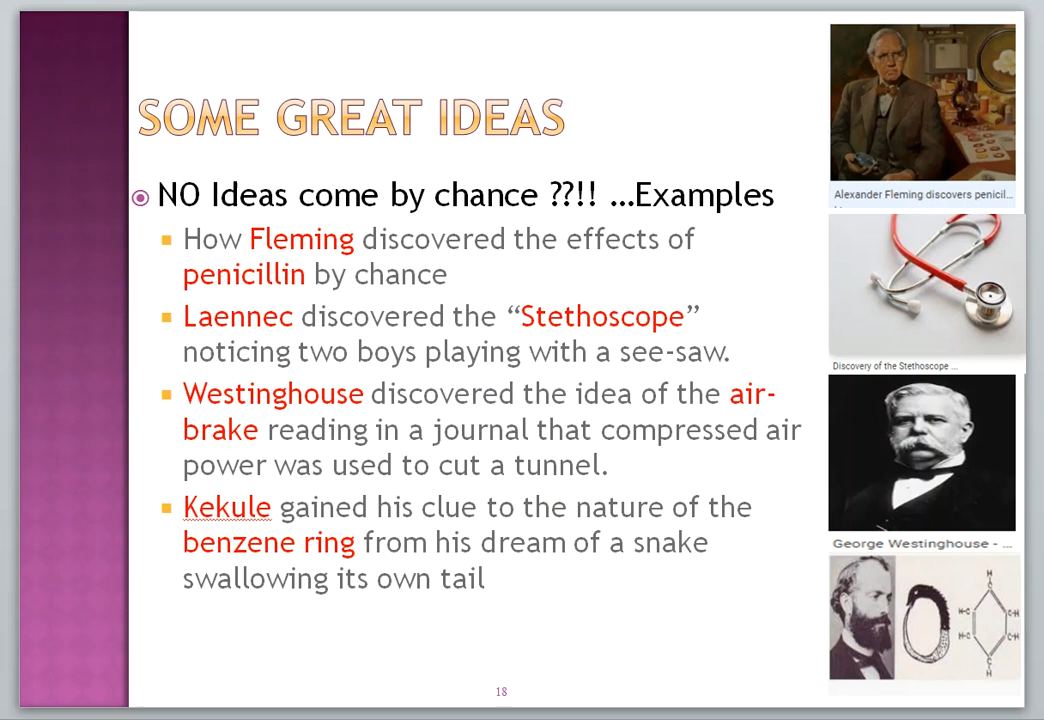 SOME GREAT IDEAS
NO Ideas come by chance ??!! …Examples
How Fleming discovered the effects of
penicillin by chance
Laennec discovered the “Stethoscope”
noticing two boys playing with a see-saw.
Westinghouse discovered the idea of the air-
brake reading in a journal that compressed air
power was used to cut a tunnel.
Kekule gained his clue to the nature of the
benzene ring from his dream of a snake
swallowing its own tail
Alexander Fleming discovers penicil...
Discovery of the Stethoscope ...
George Westinghouse - ...
H
H-C
C-H
H-C
C-H
C
H
18